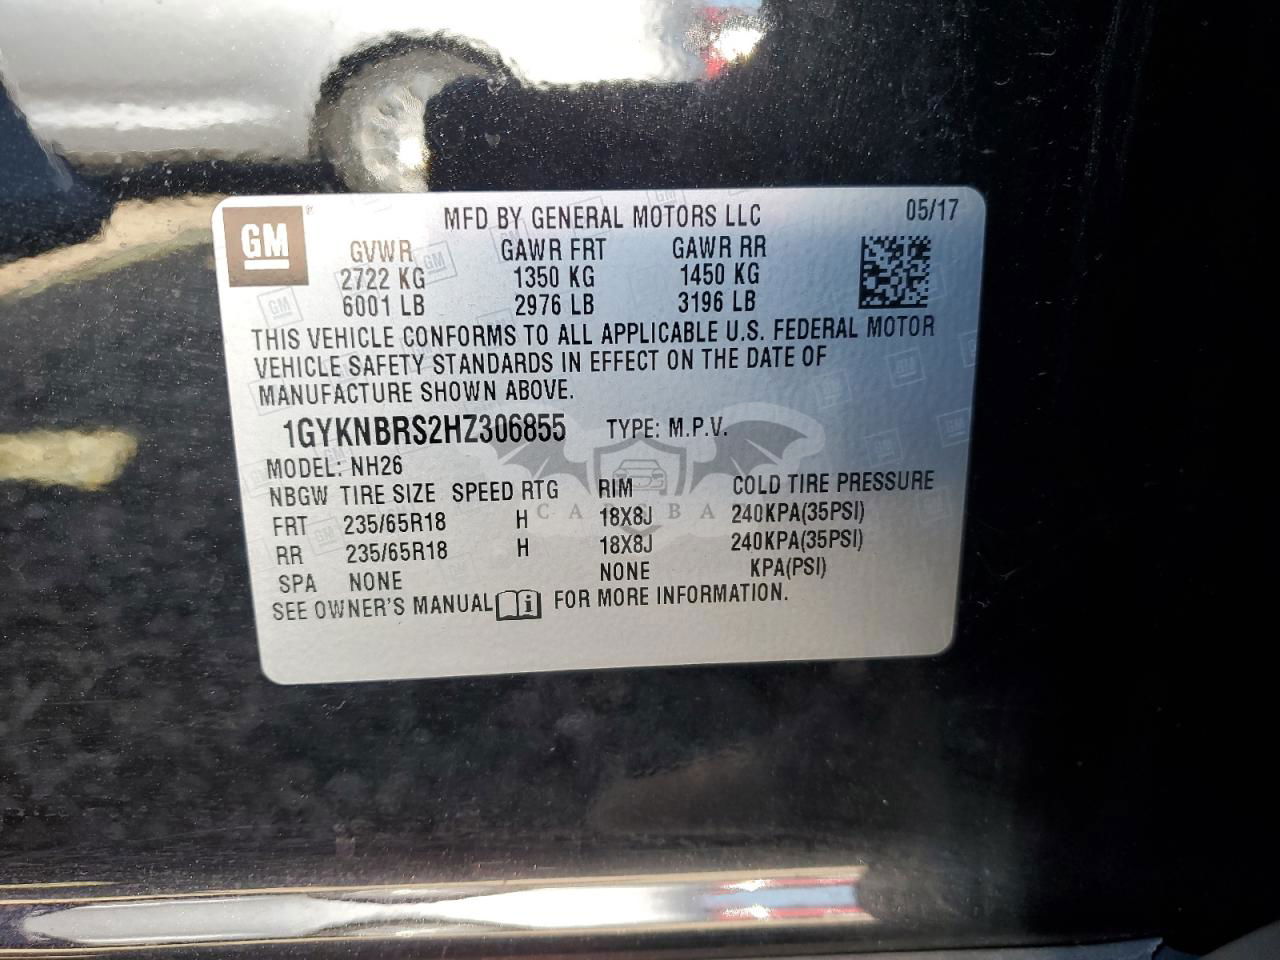 GM
MFD BY GENERAL MOTORS LLC 05/17
GVWR GAWR FRT GAWR RR
2722 KG 1350 KG 1450 KG
6001 LB 2976 LB 3196 LB
THIS VEHICLE CONFORMS TO ALL APPLICABLE U.S. FEDERAL MOTOR
VEHICLE SAFETY STANDARDS IN EFFECT ON THE DATE OF
MANUFACTURE SHOWN ABOVE.
1GYKNBRS2HZ306855 TYPE: M.P.V.
MODEL: NH26
NBGW TIRE SIZE SPEED RTG RIM COLD TIRE PRESSURE
FRT 235/65R18 H 18X8J 240KPA(35PSI)
RR 235/65R18 H 18X8J 240KPA(35PSI)
SPA NONE NONE KPA(PSI)
SEE OWNER'S MANUAL i FOR MORE INFORMATION.